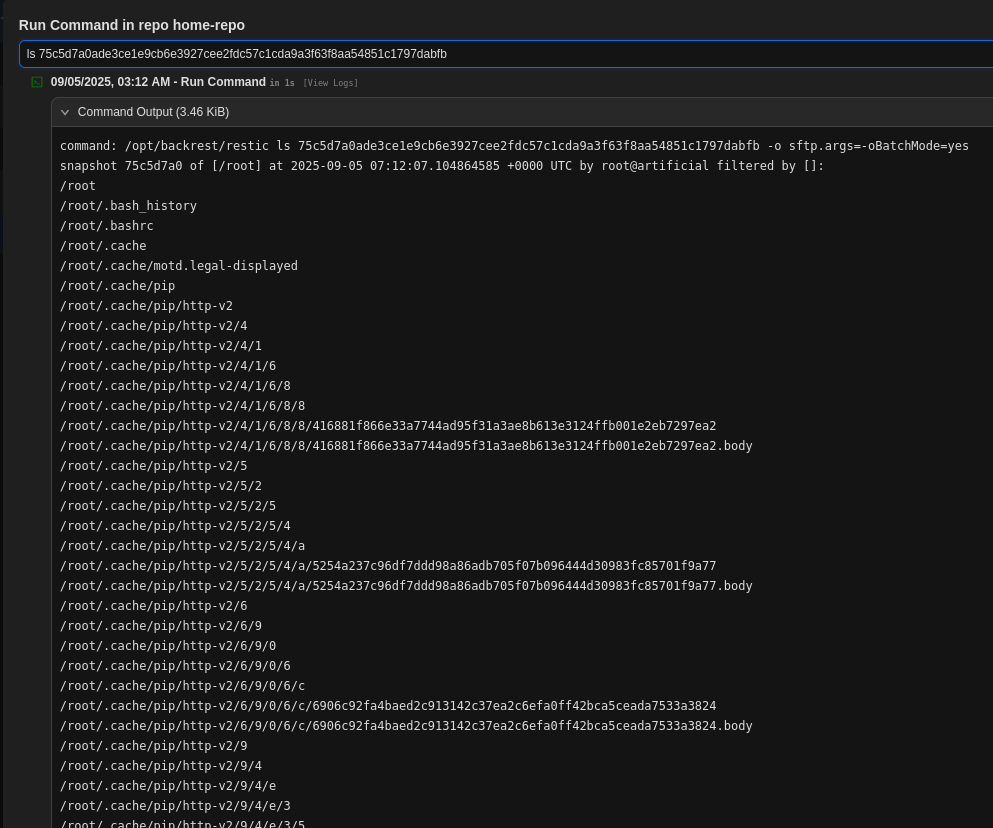 Run Command in repo home-repo
ls 75c5d7a0ade3ce1e9cb6e3927cee2fdc57c1cda9a3f63f8aa54851c1797dabfb
09/05/2025, 03:12 AM - Run Command in 1s [View Logs]
Command Output (3.46 KiB)
command: /opt/backrest/restic ls 75c5d7a0ade3ce1e9cb6e3927cee2fdc57c1cda9a3f63f8aa54851c1797dabfb -o sftp.args=-oBatchMode=yes
snapshot 75c5d7a0 of [/root] at 2025-09-05 07:12:07.104864585 +0000 UTC by root@artificial filtered by []:
/root
/root/.bash_history
/root/.bashrc
/root/.cache
/root/.cache/motd.legal-displayed
/root/.cache/pip
/root/.cache/pip/http-v2
/root/.cache/pip/http-v2/4
/root/.cache/pip/http-v2/4/1
/root/.cache/pip/http-v2/4/1/6
/root/.cache/pip/http-v2/4/1/6/8
/root/.cache/pip/http-v2/4/1/6/8/8
/root/.cache/pip/http-v2/4/1/6/8/8/416881f866e33a7744ad95f31a3ae8b613e3124ffb001e2eb7297ea2
/root/.cache/pip/http-v2/4/1/6/8/8/416881f866e33a7744ad95f31a3ae8b613e3124ffb001e2eb7297ea2.body
/root/.cache/pip/http-v2/5
/root/.cache/pip/http-v2/5/2
/root/.cache/pip/http-v2/5/2/5
/root/.cache/pip/http-v2/5/2/5/4
/root/.cache/pip/http-v2/5/2/5/4/a
/root/.cache/pip/http-v2/5/2/5/4/a/5254a237c96df7ddd98a86adb705f07b096444d30983fc85701f9a77
/root/.cache/pip/http-v2/5/2/5/4/a/5254a237c96df7ddd98a86adb705f07b096444d30983fc85701f9a77.body
/root/.cache/pip/http-v2/6
/root/.cache/pip/http-v2/6/9
/root/.cache/pip/http-v2/6/9/0
/root/.cache/pip/http-v2/6/9/0/6
/root/.cache/pip/http-v2/6/9/0/6/c
/root/.cache/pip/http-v2/6/9/0/6/c/6906c92fa4baed2c913142c37ea2c6efa0ff42bca5ceada7533a3824
/root/.cache/pip/http-v2/6/9/0/6/c/6906c92fa4baed2c913142c37ea2c6efa0ff42bca5ceada7533a3824.body
/root/.cache/pip/http-v2/9
/root/.cache/pip/http-v2/9/4
/root/.cache/pip/http-v2/9/4/e
/root/.cache/pip/http-v2/9/4/e/3
/root/.cache/pip/http-v2/9/4/e/3/5